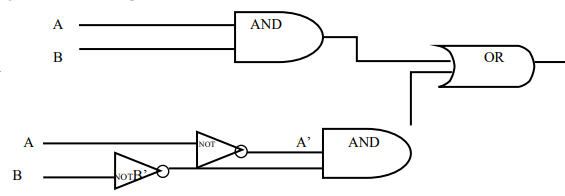 A AND
B OR
A NOT A’ AND
B NOT B’